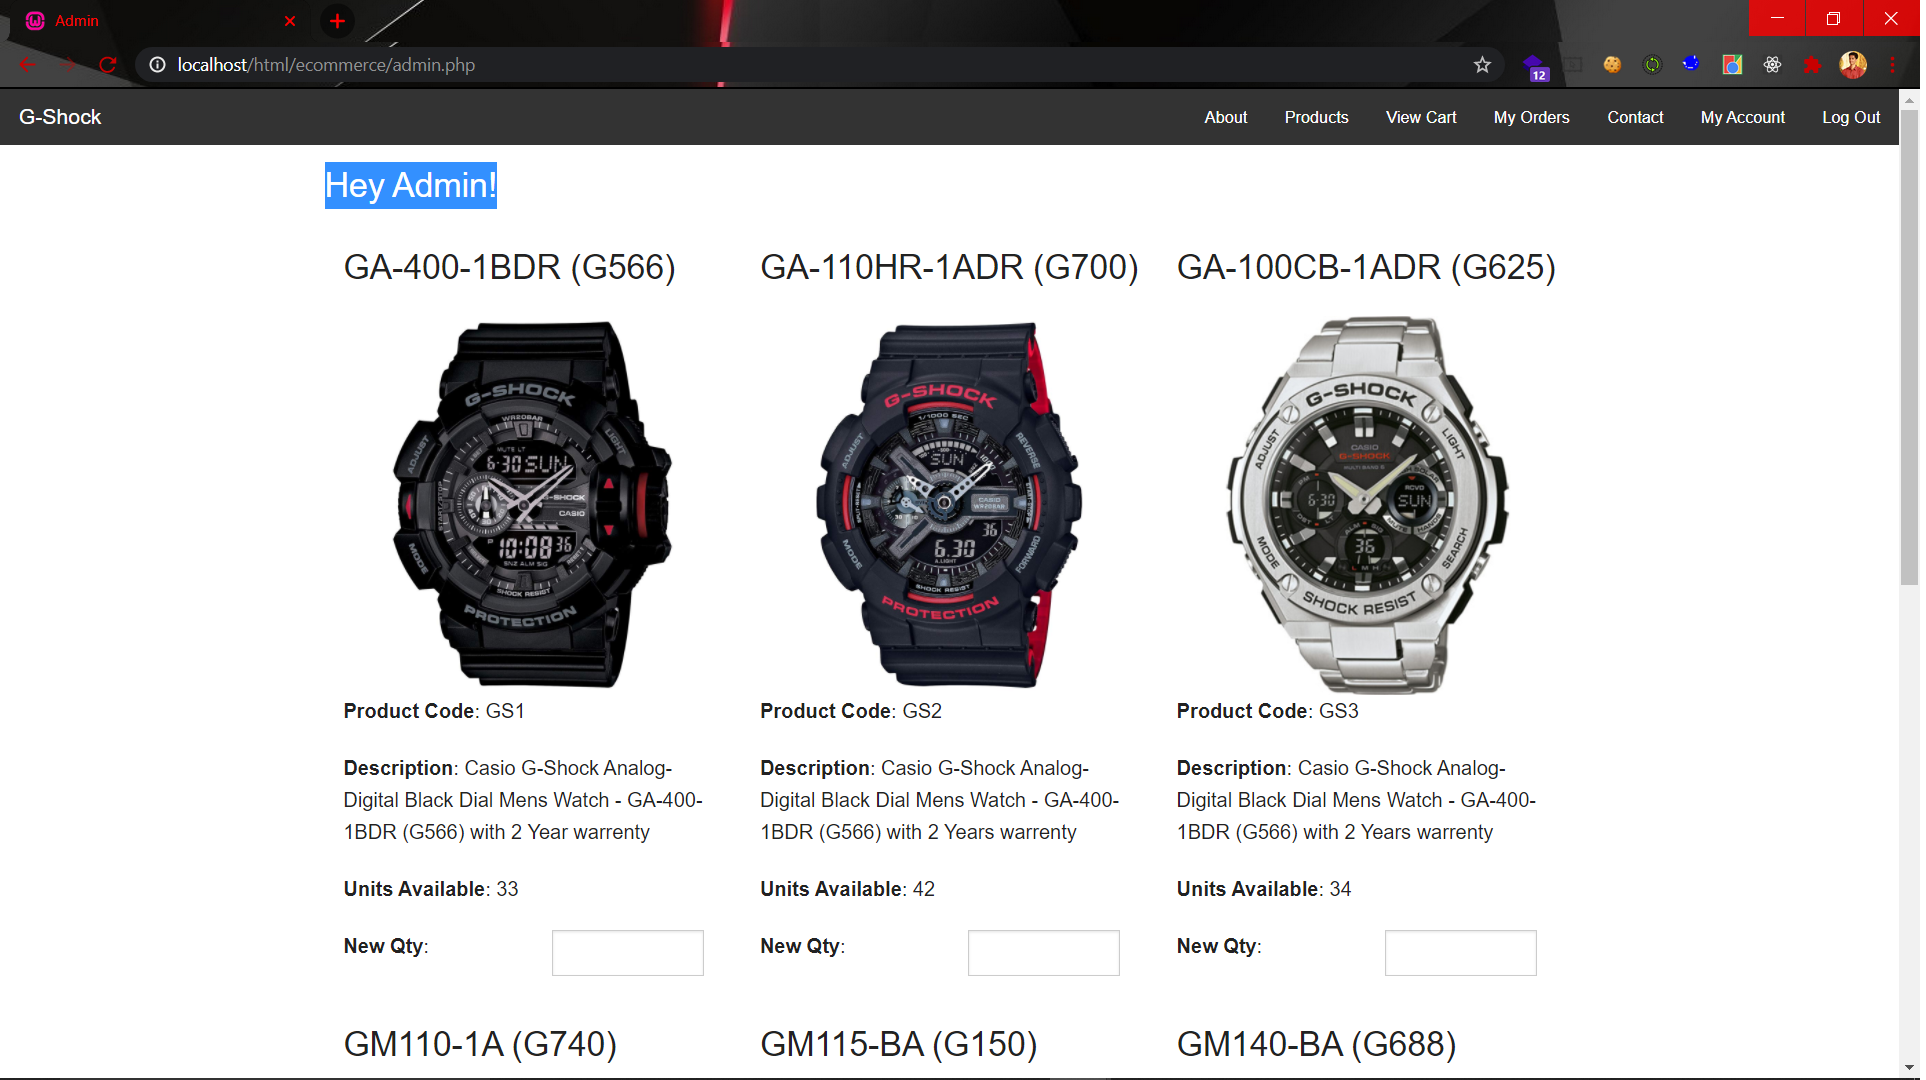 Admin
localhost/html/ecommerce/admin.php
12
G-Shock
About Products View Cart My Orders Contact My Account Log Out
Hey Admin!
GA-400-1BDR (G566)
G-SHOCK
WR20BAR
ADJUST
LIGHT
MUTE LT
6-30 SUN
G-SHOCK
CASIO
P 10:08 36
SNZ ALM SIG
MODE
SHOCK RESIST
PROTECTION
Product Code: GS1
Description: Casio G-Shock Analog-
Digital Black Dial Mens Watch - GA-400-
1BDR (G566) with 2 Year warrenty
Units Available: 33
New Qty:
GA-110HR-1ADR (G700)
G-SHOCK
1/1000 SEC
ADJUST
REVERSE
SUN
CASIO
WR20BAR
36
6.30
A.LIGHT
MODE
FORWARD
SHOCK RESIST
PROTECTION
Product Code: GS2
Description: Casio G-Shock Analog-
Digital Black Dial Mens Watch - GA-400-
1BDR (G566) with 2 Years warrenty
Units Available: 42
New Qty:
GA-100CB-1ADR (G625)
G-SHOCK
ADJUST
LIGHT
CASIO
G-SHOCK
MULTI BAND 6
RCVD
6-30
SUN
MUTE HANDS
36
MODE
SEARCH
SHOCK RESIST
Product Code: GS3
Description: Casio G-Shock Analog-
Digital Black Dial Mens Watch - GA-400-
1BDR (G566) with 2 Years warrenty
Units Available: 34
New Qty:
GM110-1A (G740)
GM115-BA (G150)
GM140-BA (G688)